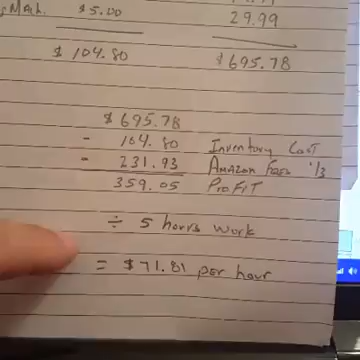 Mach. $5.00
29.99
$104.80 $695.78
$695.78
- 104.80 Inventory Cost
- 231.93 Amazon Fees 1/3
359.05 Profit
÷ 5 hours work
= $71.81 per hour